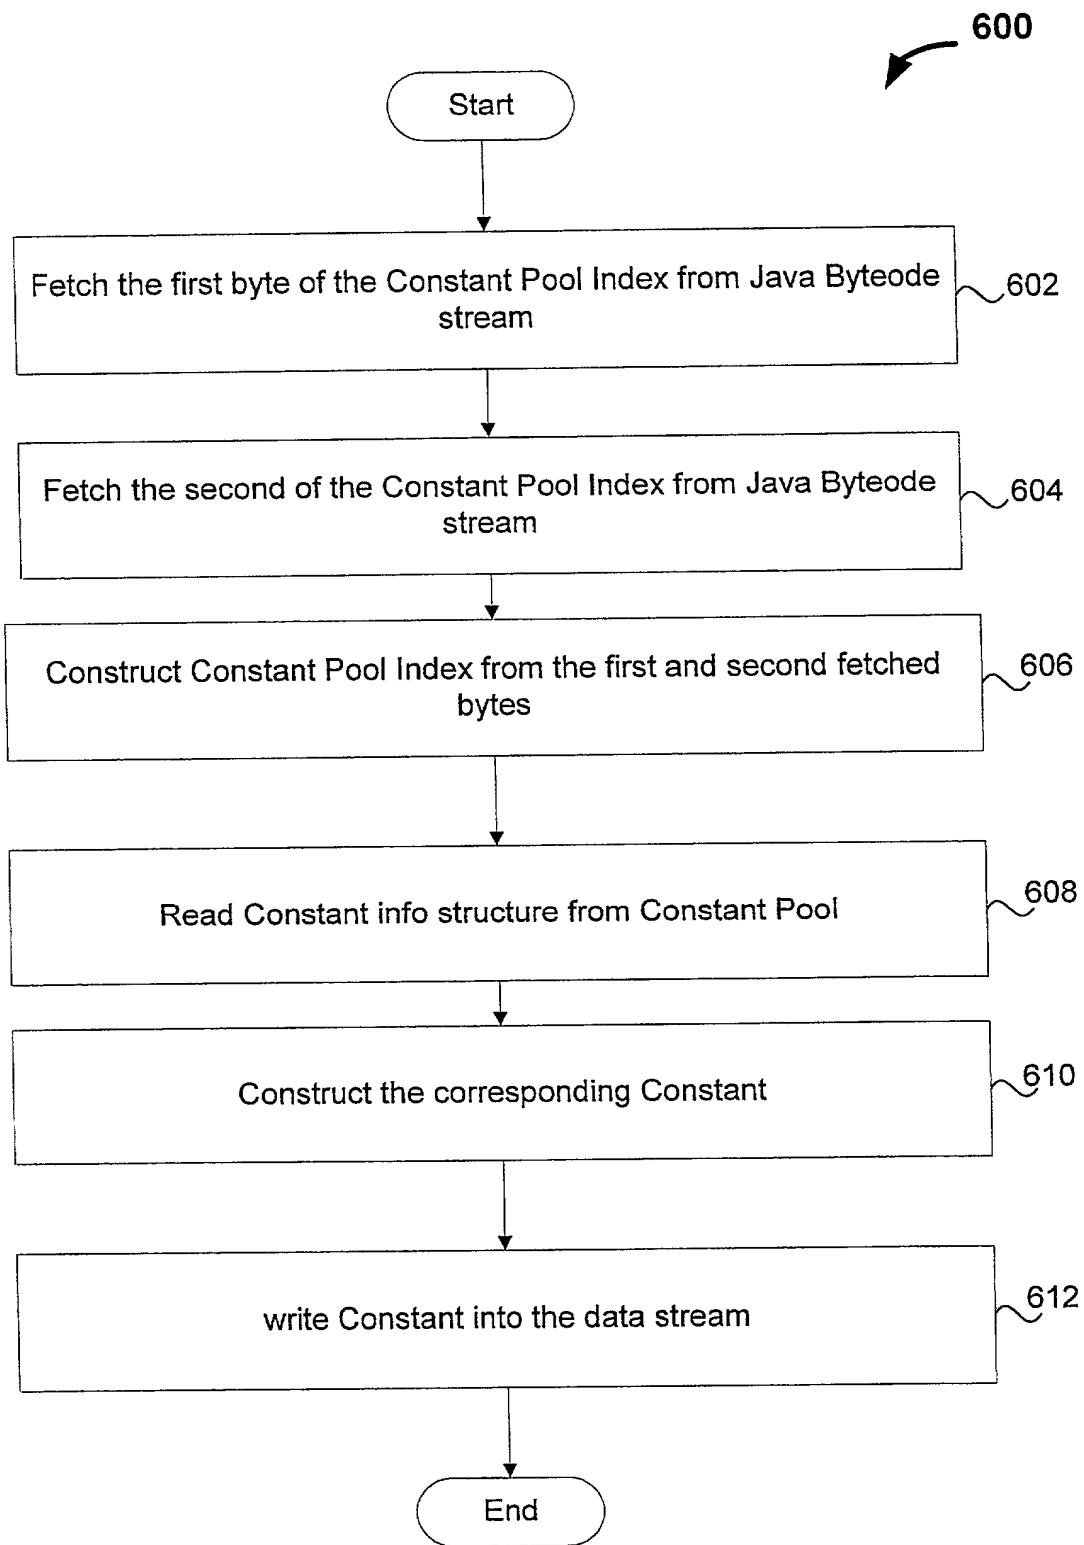 600
Start
Fetch the first byte of the Constant Pool Index from Java Byteode
stream
602
Fetch the second of the Constant Pool Index from Java Byteode
stream
604
Construct Constant Pool Index from the first and second fetched
bytes
606
Read Constant info structure from Constant Pool
608
Construct the corresponding Constant
610
write Constant into the data stream
612
End